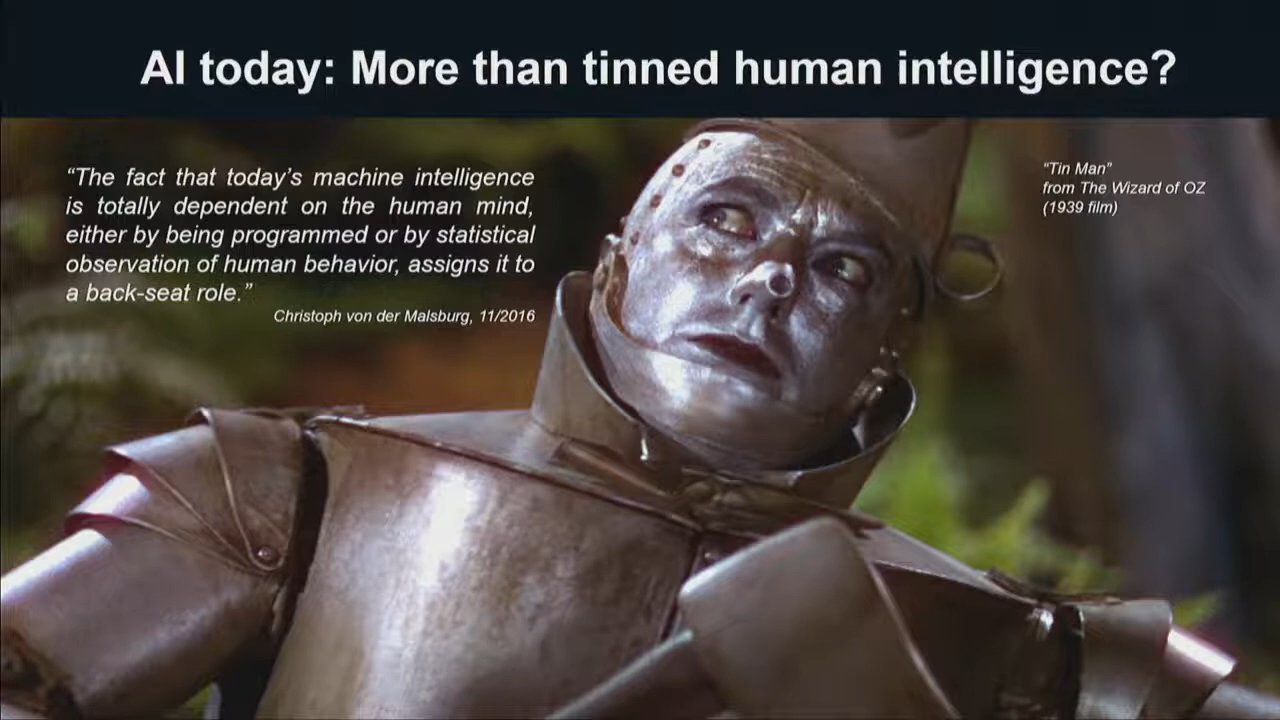 AI today: More than tinned human intelligence?
“The fact that today’s machine intelligence
is totally dependent on the human mind,
either by being programmed or by statistical
observation of human behavior, assigns it to
a back-seat role.”
Christoph von der Malsburg, 11/2016
“Tin Man”
from The Wizard of OZ
(1939 film)